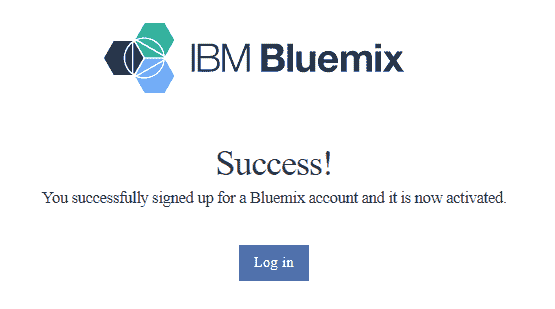 IBM Bluemix
Success!
You successfully signed up for a Bluemix account and it is now activated.
Log in